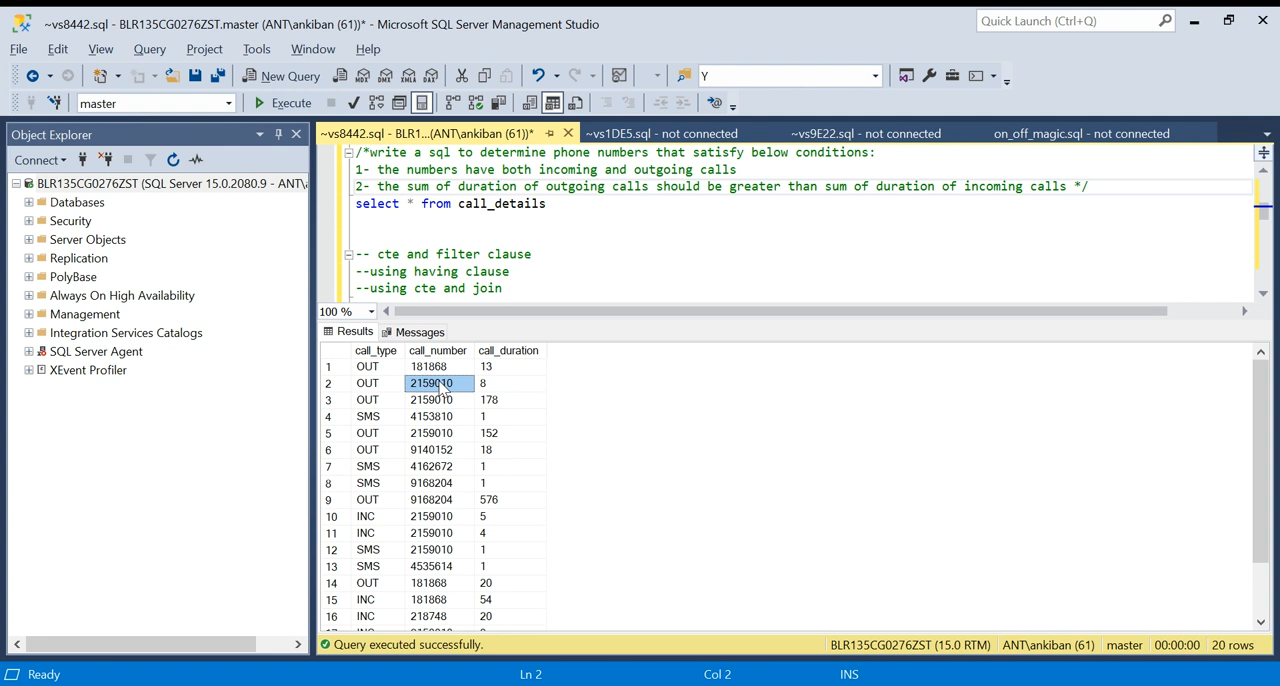 ~vs8442.sql - BLR135CG0276ZST.master (ANT\ankiban (61))* - Microsoft SQL Server Management Studio
Quick Launch (Ctrl+Q)
File Edit View Query Project Tools Window Help
New Query MDX DMX XMLA DAX Y
master Execute
Object Explorer
~vs8442.sql - BLR1...(ANT\ankiban (61))* ~vs1DE5.sql - not connected ~vs9E22.sql - not connected on_off_magic.sql - not connected
Connect
BLR135CG0276ZST (SQL Server 15.0.2080.9 - ANT\
Databases
Security
Server Objects
Replication
PolyBase
Always On High Availability
Management
Integration Services Catalogs
SQL Server Agent
XEvent Profiler
/*write a sql to determine phone numbers that satisfy below conditions:
1- the numbers have both incoming and outgoing calls
2- the sum of duration of outgoing calls should be greater than sum of duration of incoming calls */
select * from call_details
-- cte and filter clause
--using having clause
--using cte and join
100 %
Results Messages
call_type call_number call_duration
1 OUT 181868 13
2 OUT 2159010 8
3 OUT 2159010 178
4 SMS 4153810 1
5 OUT 2159010 152
6 OUT 9140152 18
7 SMS 4162672 1
8 SMS 9168204 1
9 OUT 9168204 576
10 INC 2159010 5
11 INC 2159010 4
12 SMS 2159010 1
13 SMS 4535614 1
14 OUT 181868 20
15 INC 181868 54
16 INC 218748 20
Query executed successfully.
BLR135CG0276ZST (15.0 RTM) ANT\ankiban (61) master 00:00:00 20 rows
Ready Ln 2 Col 2 INS